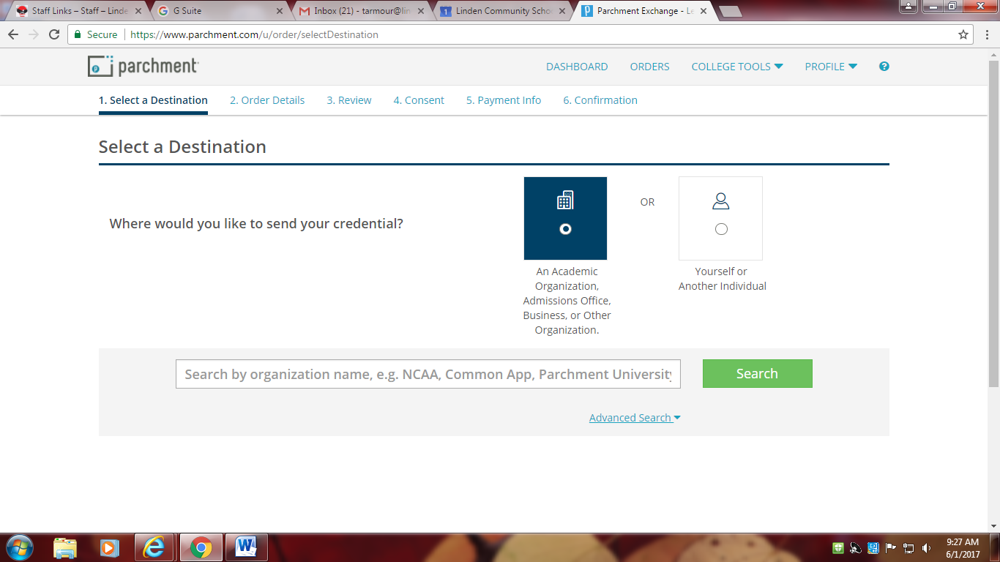 Staff Links – Staff – Linde
G Suite
Inbox (21) - tarmour@lin
Linden Community Scho
Parchment Exchange - Le
Secure
https://www.parchment.com/u/order/selectDestination
parchment
DASHBOARD ORDERS COLLEGE TOOLS PROFILE ?
1. Select a Destination 2. Order Details 3. Review 4. Consent 5. Payment Info 6. Confirmation
Select a Destination
Where would you like to send your credential?
OR
An Academic
Organization,
Admissions Office,
Business, or Other
Organization.
Yourself or
Another Individual
Search by organization name, e.g. NCAA, Common App, Parchment University
Search
Advanced Search
9:27 AM
6/1/2017